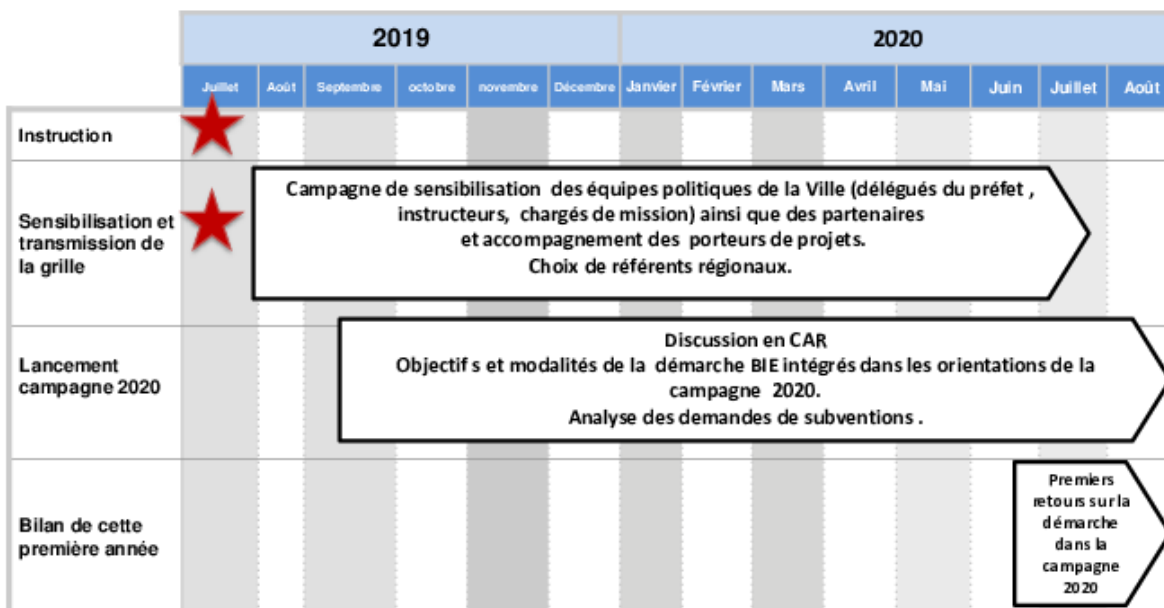 2019
2020
Juillet
Août
Septembre
octobre
novembre
Décembre
Janvier
Février
Mars
Avril
Mai
Juin
Juillet
Août
Instruction
Sensibilisation et
transmission de
la grille
Campagne de sensibilisation des équipes politiques de la Ville (délégués du préfet ,
instructeurs, chargés de mission) ainsi que des partenaires
et accompagnement des porteurs de projets.
Choix de référents régionaux.
Lancement
campagne 2020
Discussion en CAR
Objectif s et modalités de la démarche BIE intégrés dans les orientations de la
campagne 2020.
Analyse des demandes de subventions .
Bilan de cette
première année
Premiers
retours sur la
démarche
dans la
campagne
2020